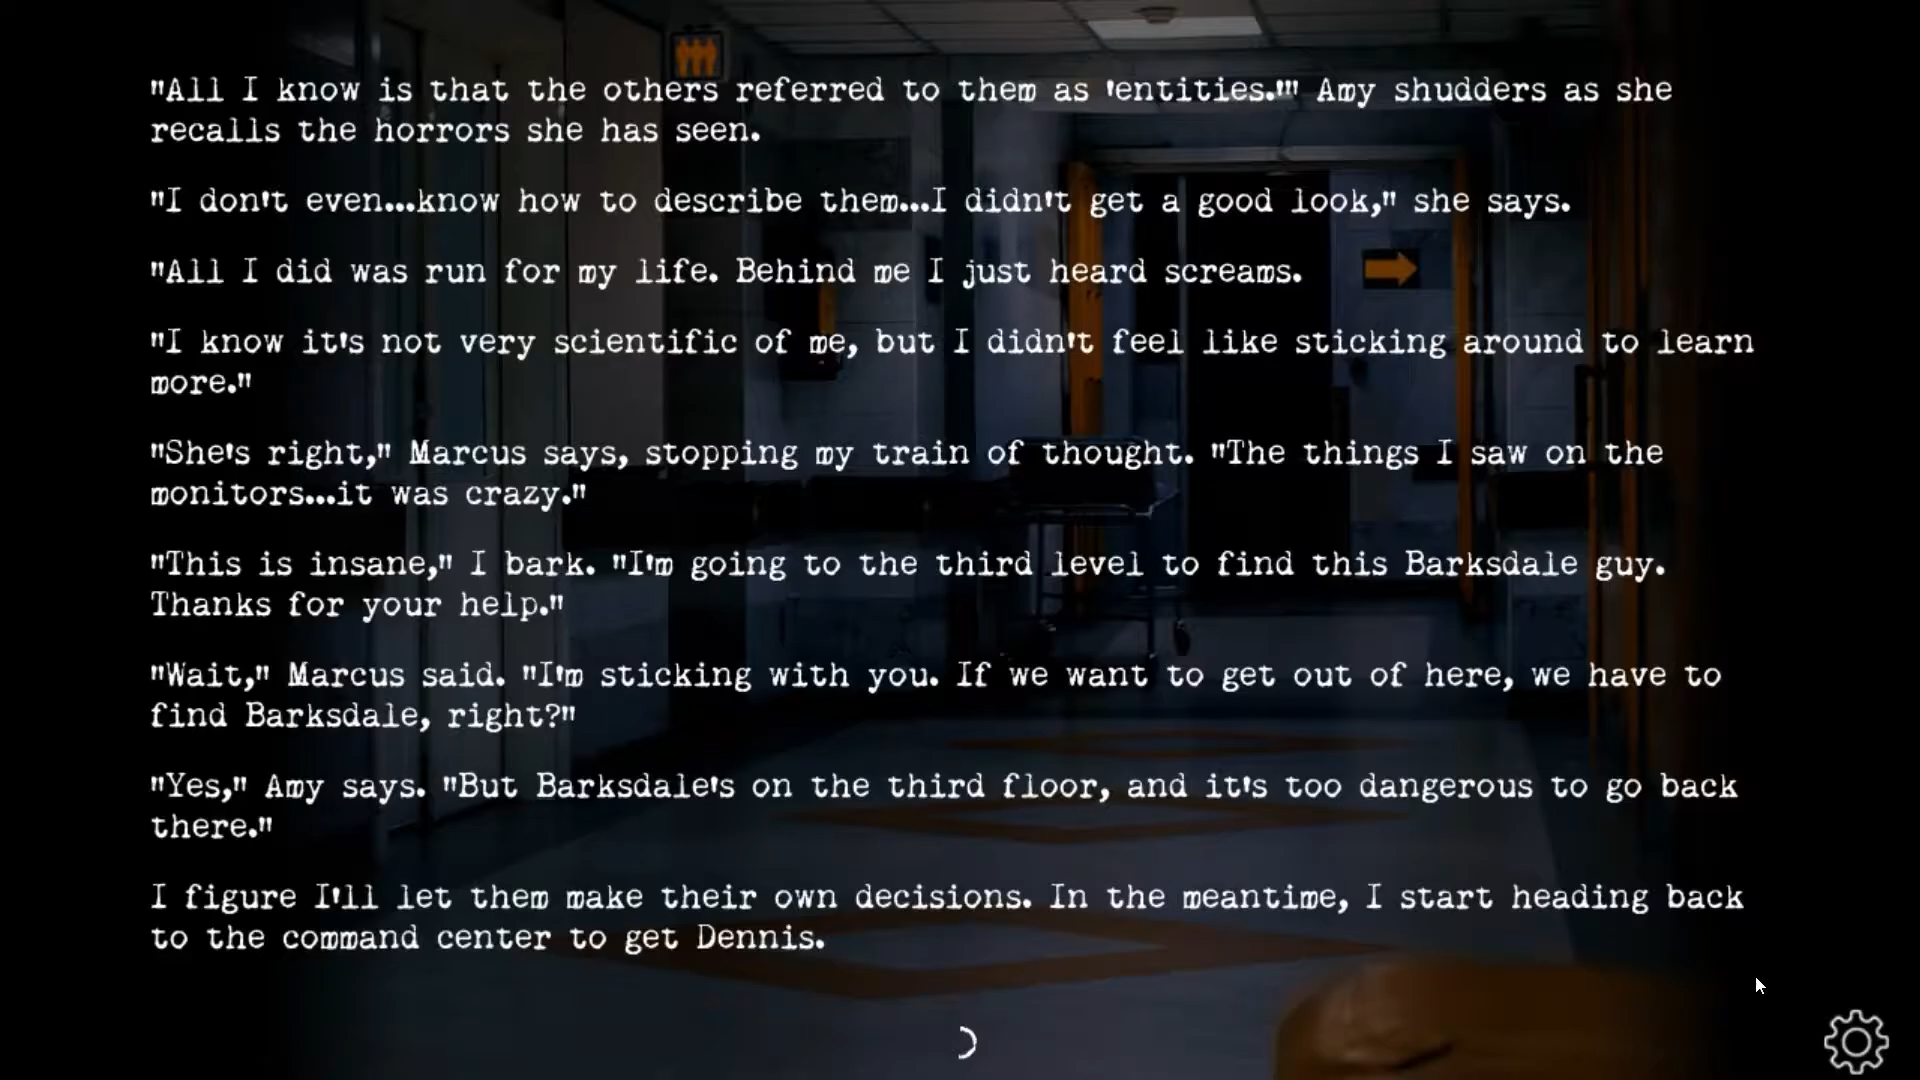 "All I know is that the others referred to them as 'entities.'" Amy shudders as she
recalls the horrors she has seen.
"I don't even...know how to describe them...I didn't get a good look," she says.
"All I did was run for my life. Behind me I just heard screams.
"I know it's not very scientific of me, but I didn't feel like sticking around to learn
more."
"She's right," Marcus says, stopping my train of thought. "The things I saw on the
monitors...it was crazy."
"This is insane," I bark. "I'm going to the third level to find this Barksdale guy.
Thanks for your help."
"Wait," Marcus said. "I'm sticking with you. If we want to get out of here, we have to
find Barksdale, right?"
"Yes," Amy says. "But Barksdale's on the third floor, and it's too dangerous to go back
there."
I figure I'll let them make their own decisions. In the meantime, I start heading back
to the command center to get Dennis.